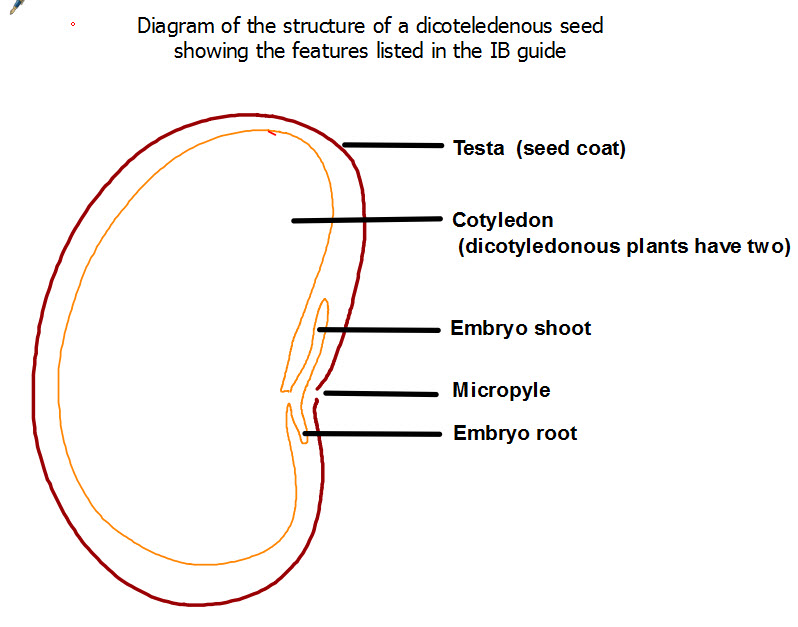 Diagram of the structure of a dicoteledenous seed
showing the features listed in the IB guide
Testa (seed coat)
Cotyledon
(dicotyledonous plants have two)
Embryo shoot
Micropyle
Embryo root